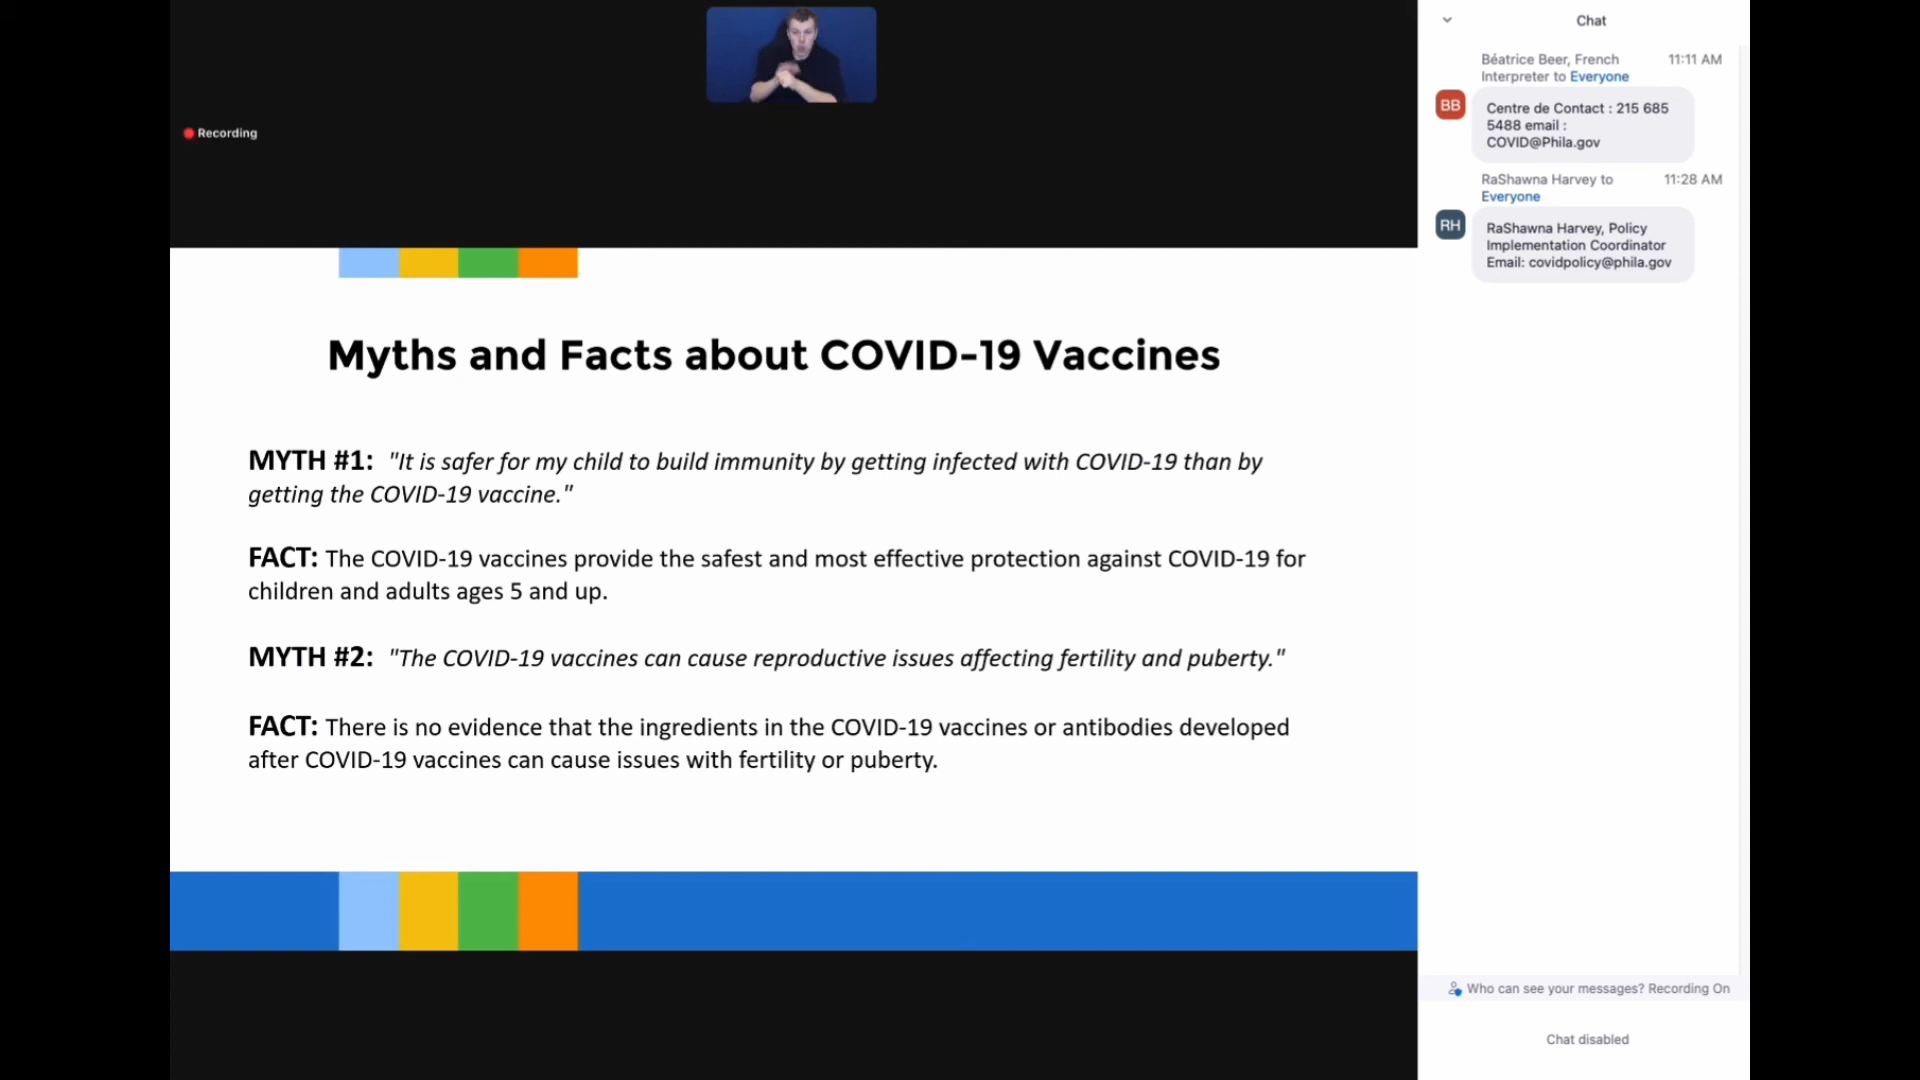 Recording
Myths and Facts about COVID-19 Vaccines
MYTH #1: "It is safer for my child to build immunity by getting infected with COVID-19 than by
getting the COVID-19 vaccine."
FACT: The COVID-19 vaccines provide the safest and most effective protection against COVID-19 for
children and adults ages 5 and up.
MYTH #2: "The COVID-19 vaccines can cause reproductive issues affecting fertility and puberty."
FACT: There is no evidence that the ingredients in the COVID-19 vaccines or antibodies developed
after COVID-19 vaccines can cause issues with fertility or puberty.
Chat
Béatrice Beer, French 11:11 AM
Interpreter to Everyone
BB
Centre de Contact : 215 685
5488 email :
COVID@Phila.gov
RaShawna Harvey to 11:28 AM
Everyone
RH
RaShawna Harvey, Policy
Implementation Coordinator
Email: covidpolicy@phila.gov
Who can see your messages? Recording On
Chat disabled